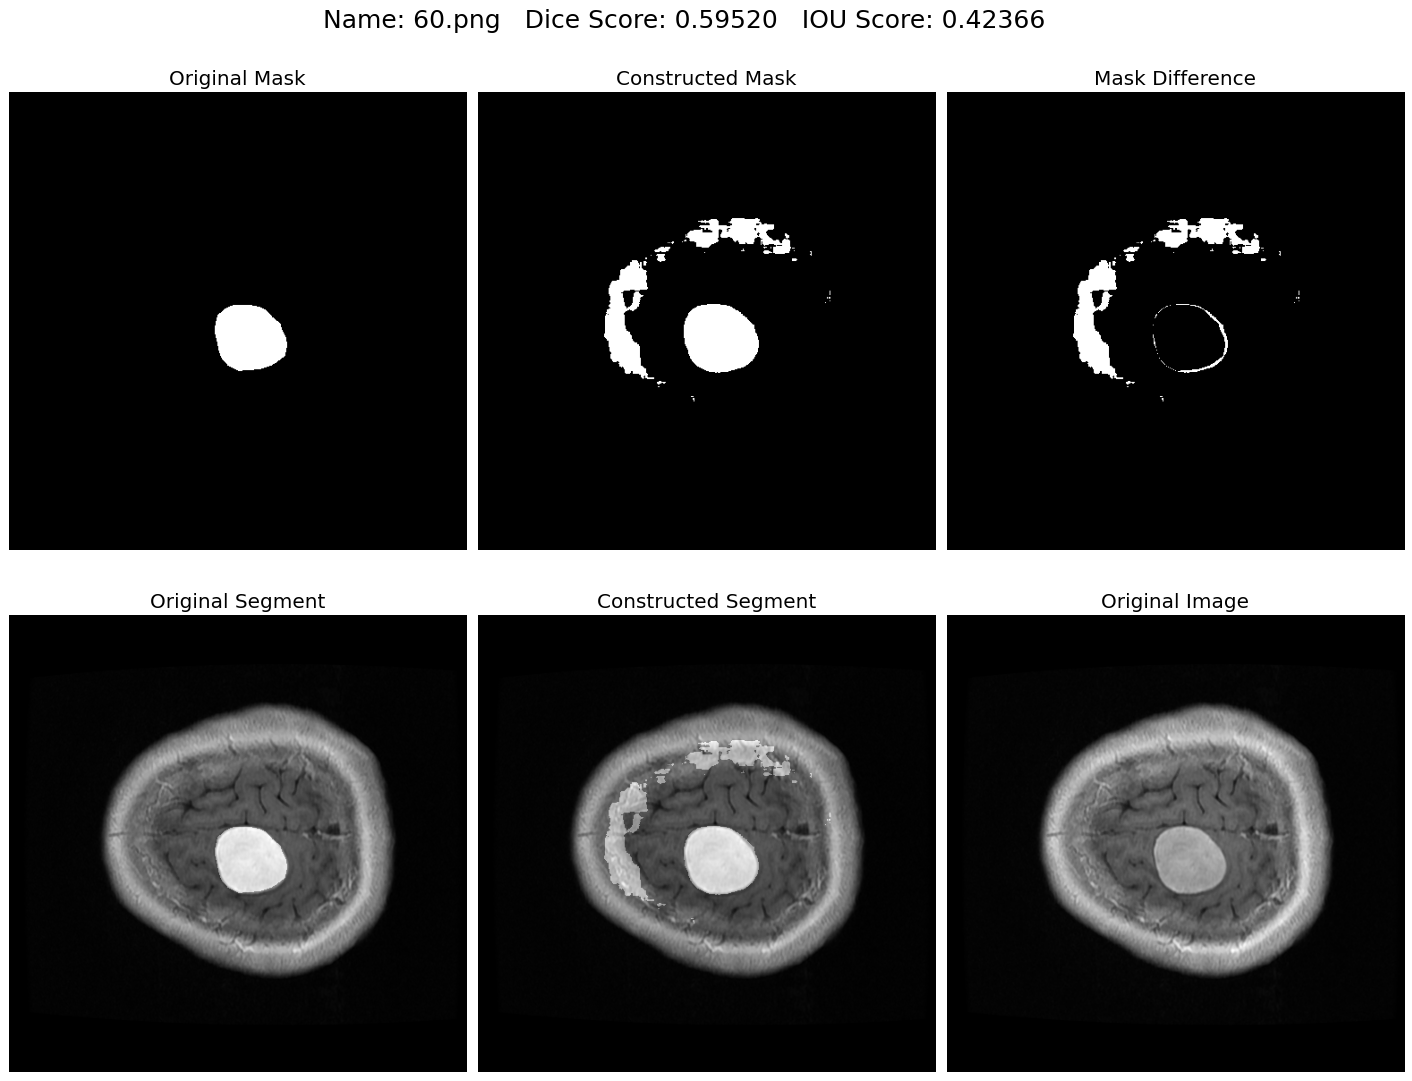 Name: 60.png   Dice Score: 0.59520   IOU Score: 0.42366
Original Mask
Constructed Mask
Mask Difference
Original Segment
Constructed Segment
Original Image